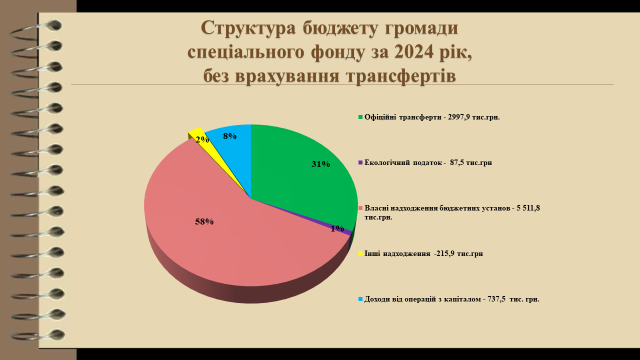 Структура бюджету громади
спеціального фонду за 2024 рік,
без врахування трансфертів
Офіційні трансферти - 2997,9 тис.грн.
Екологічний податок - 87,5 тис.грн
Власні надходження бюджетних установ - 5 511,8
тис.грн.
Інші надходження -215,9 тис.грн
Доходи від операцій з капіталом - 737,5 тис. грн.
2%
8%
31%
58%
1%